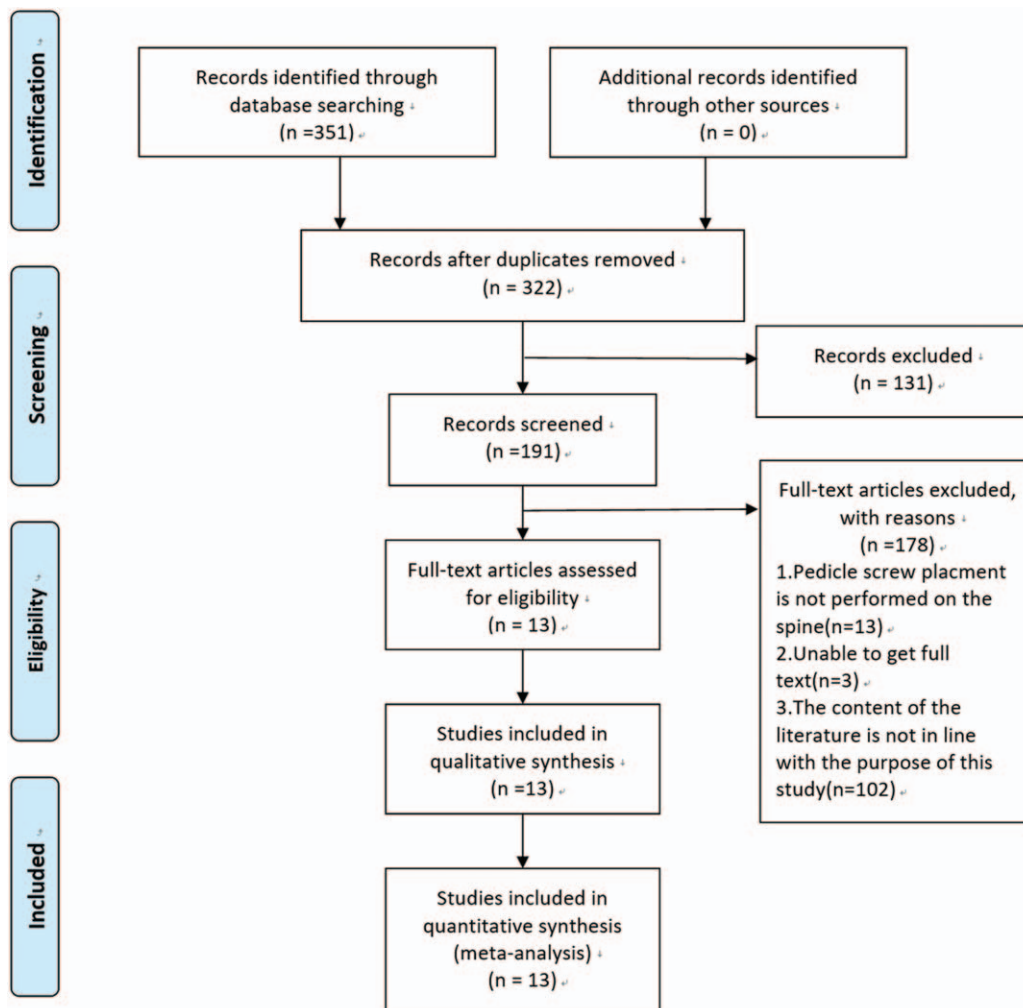 Identification
Records identified through
database searching
(n =351)
Additional records identified
through other sources
(n = 0)
Records after duplicates removed
(n = 322)
Screening
Records excluded
(n = 131)
Records screened
(n =191)
Full-text articles excluded,
with reasons
(n =178)
1.Pedicle screw placment
is not performed on the
spine(n=13)
2.Unable to get full
text(n=3)
3.The content of the
literature is not in line
with the purpose of this
study(n=102)
Eligibility
Full-text articles assessed
for eligibility
(n = 13)
Studies included in
qualitative synthesis
(n =13)
Included
Studies included in
quantitative synthesis
(meta-analysis)
(n = 13)